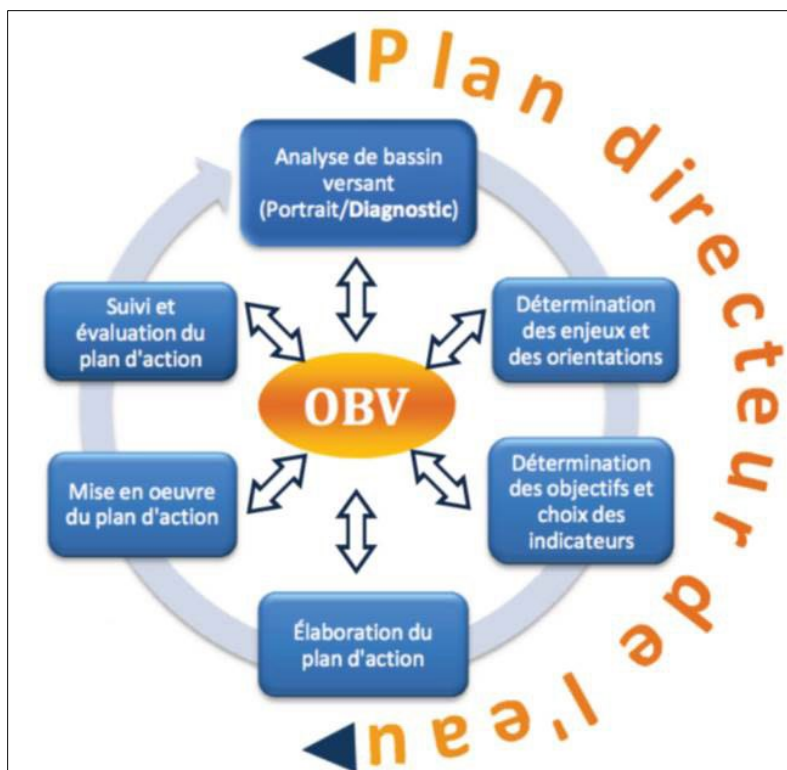 Plan directeur de l'eau
Analyse de bassin
versant
(Portrait/Diagnostic)
Suivi et
évaluation du
plan d'action
Détermination
des enjeux et
des orientations
OBV
Mise en oeuvre
du plan d'action
Détermination
des objectifs et
choix des
indicateurs
Élaboration du
plan d'action